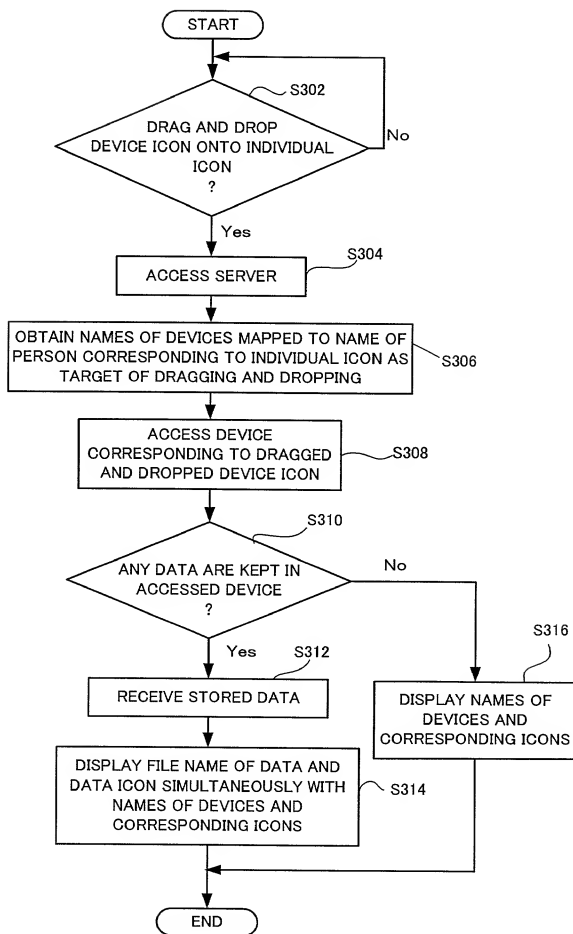 START
S302
DRAG AND DROP
DEVICE ICON ONTO INDIVIDUAL
ICON
?
No
Yes
S304
ACCESS SERVER
OBTAIN NAMES OF DEVICES MAPPED TO NAME OF
PERSON CORRESPONDING TO INDIVIDUAL ICON AS
TARGET OF DRAGGING AND DROPPING
S306
ACCESS DEVICE
CORRESPONDING TO DRAGGED
AND DROPPED DEVICE ICON
S308
S310
ANY DATA ARE KEPT IN
ACCESSED DEVICE
?
No
Yes
S312
S316
RECEIVE STORED DATA
DISPLAY NAMES OF
DEVICES AND
CORRESPONDING ICONS
DISPLAY FILE NAME OF DATA AND
DATA ICON SIMULTANEOUSLY WITH
NAMES OF DEVICES AND
CORRESPONDING ICONS
S314
END